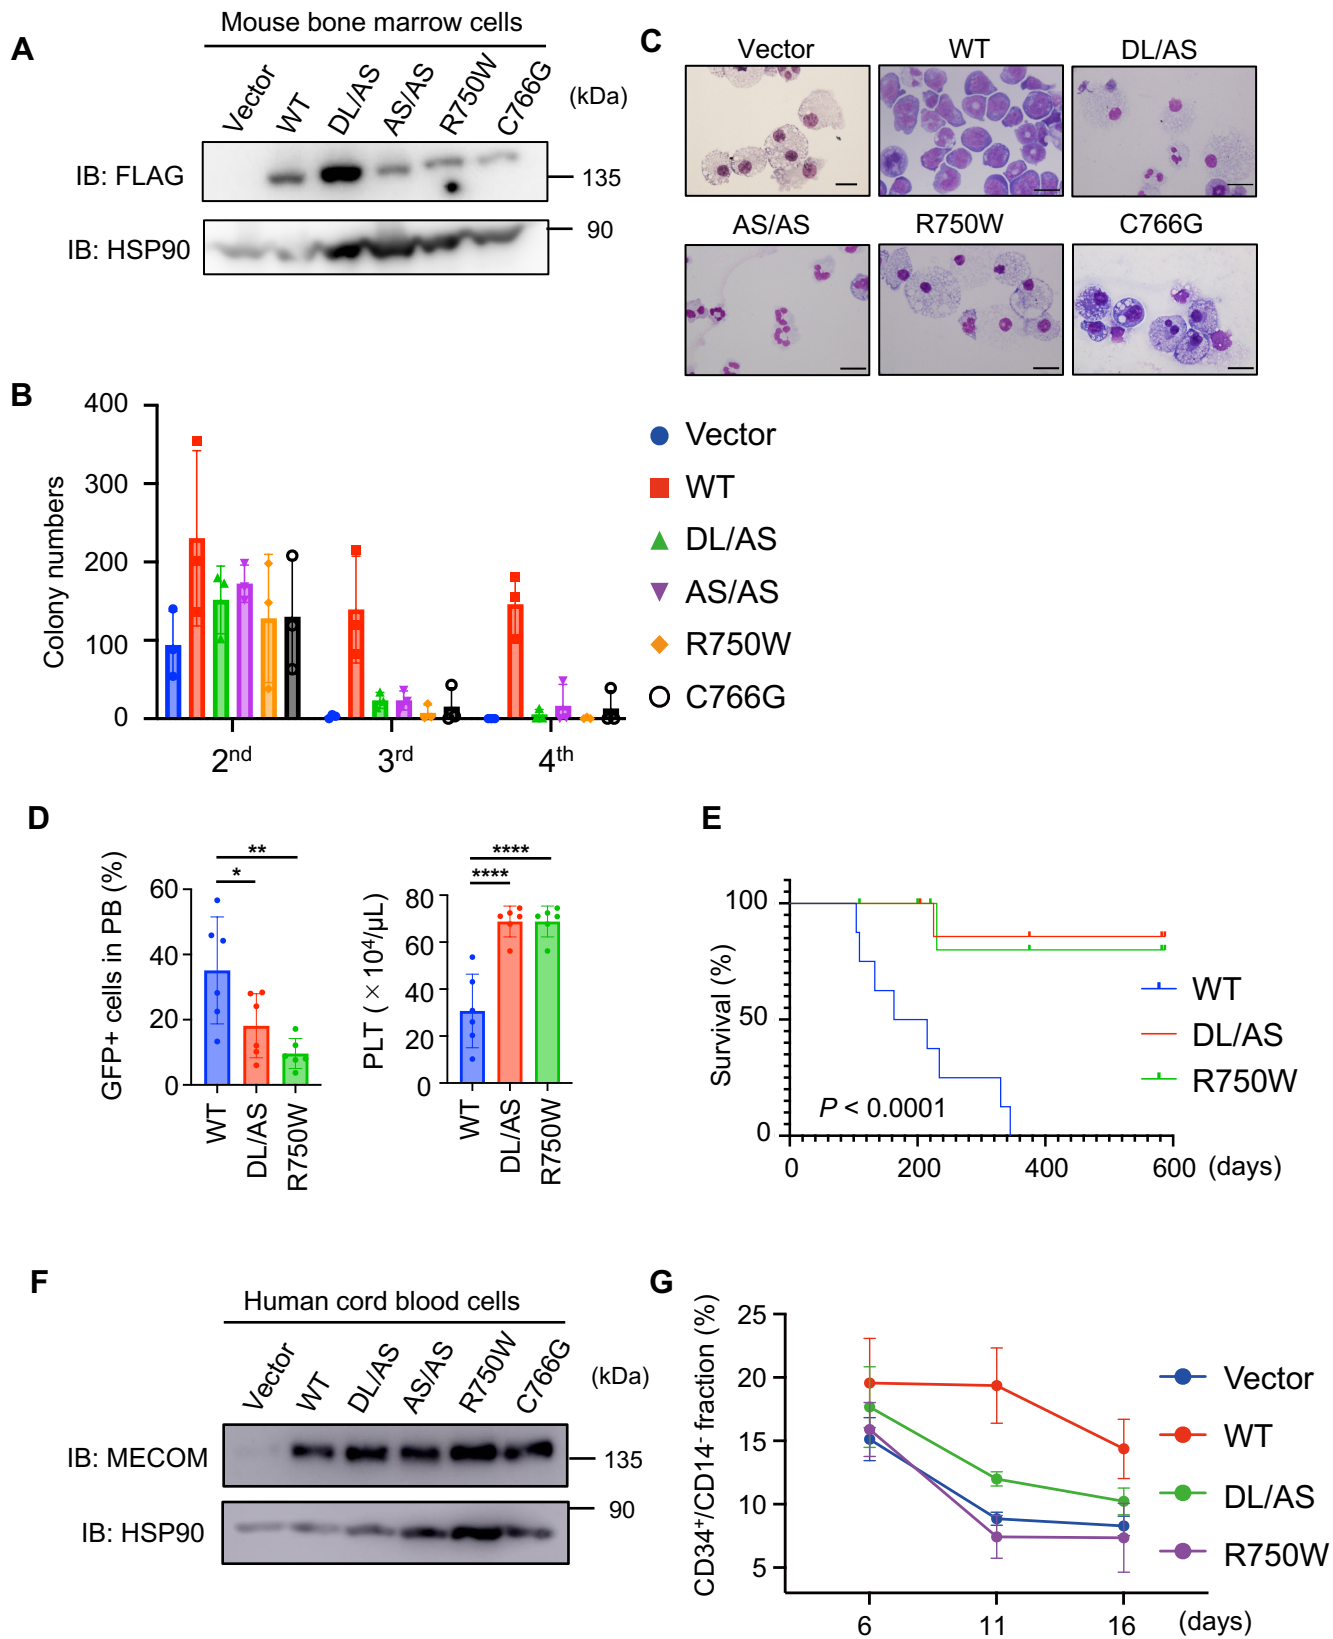 A
Mouse bone marrow cells
Vector
WT
DL/AS
AS/AS
R750W
C766G
(kDa)
IB: FLAG
135
IB: HSP90
90
C
Vector
WT
DL/AS
AS/AS
R750W
C766G
B
Colony numbers
400
300
200
100
0
2nd
3rd
4th
Vector
WT
DL/AS
AS/AS
R750W
C766G
D
GFP+ cells in PB (%)
60
40
20
0
**
*
WT
DL/AS
R750W
PLT (×10⁴/μL)
80
60
40
20
0
****
****
WT
DL/AS
R750W
E
Survival (%)
100
50
0
P < 0.0001
0
200
400
600
(days)
WT
DL/AS
R750W
F
Human cord blood cells
Vector
WT
DL/AS
AS/AS
R750W
C766G
(kDa)
IB: MECOM
135
IB: HSP90
90
G
CD34⁺/CD14⁻ fraction (%)
25
20
15
10
5
6
11
16
(days)
Vector
WT
DL/AS
R750W